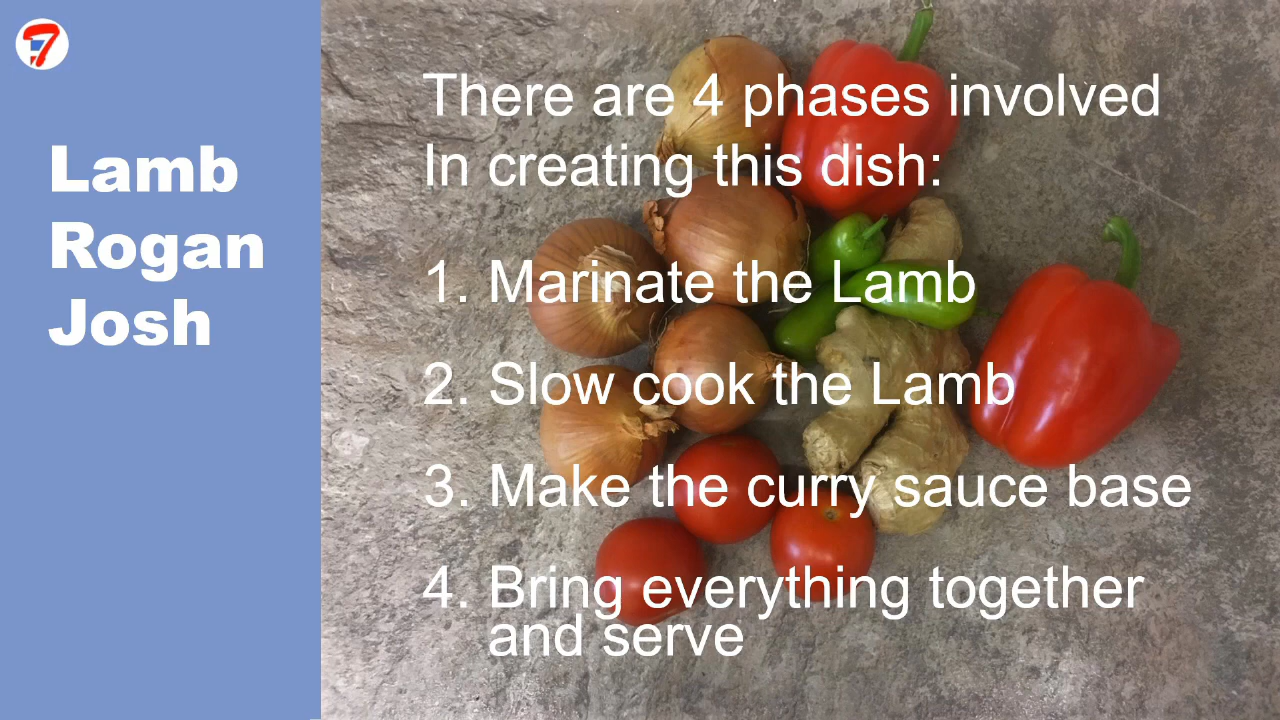 Lamb
Rogan
Josh
There are 4 phases involved
In creating this dish:
1. Marinate the Lamb
2. Slow cook the Lamb
3. Make the curry sauce base
4. Bring everything together
and serve